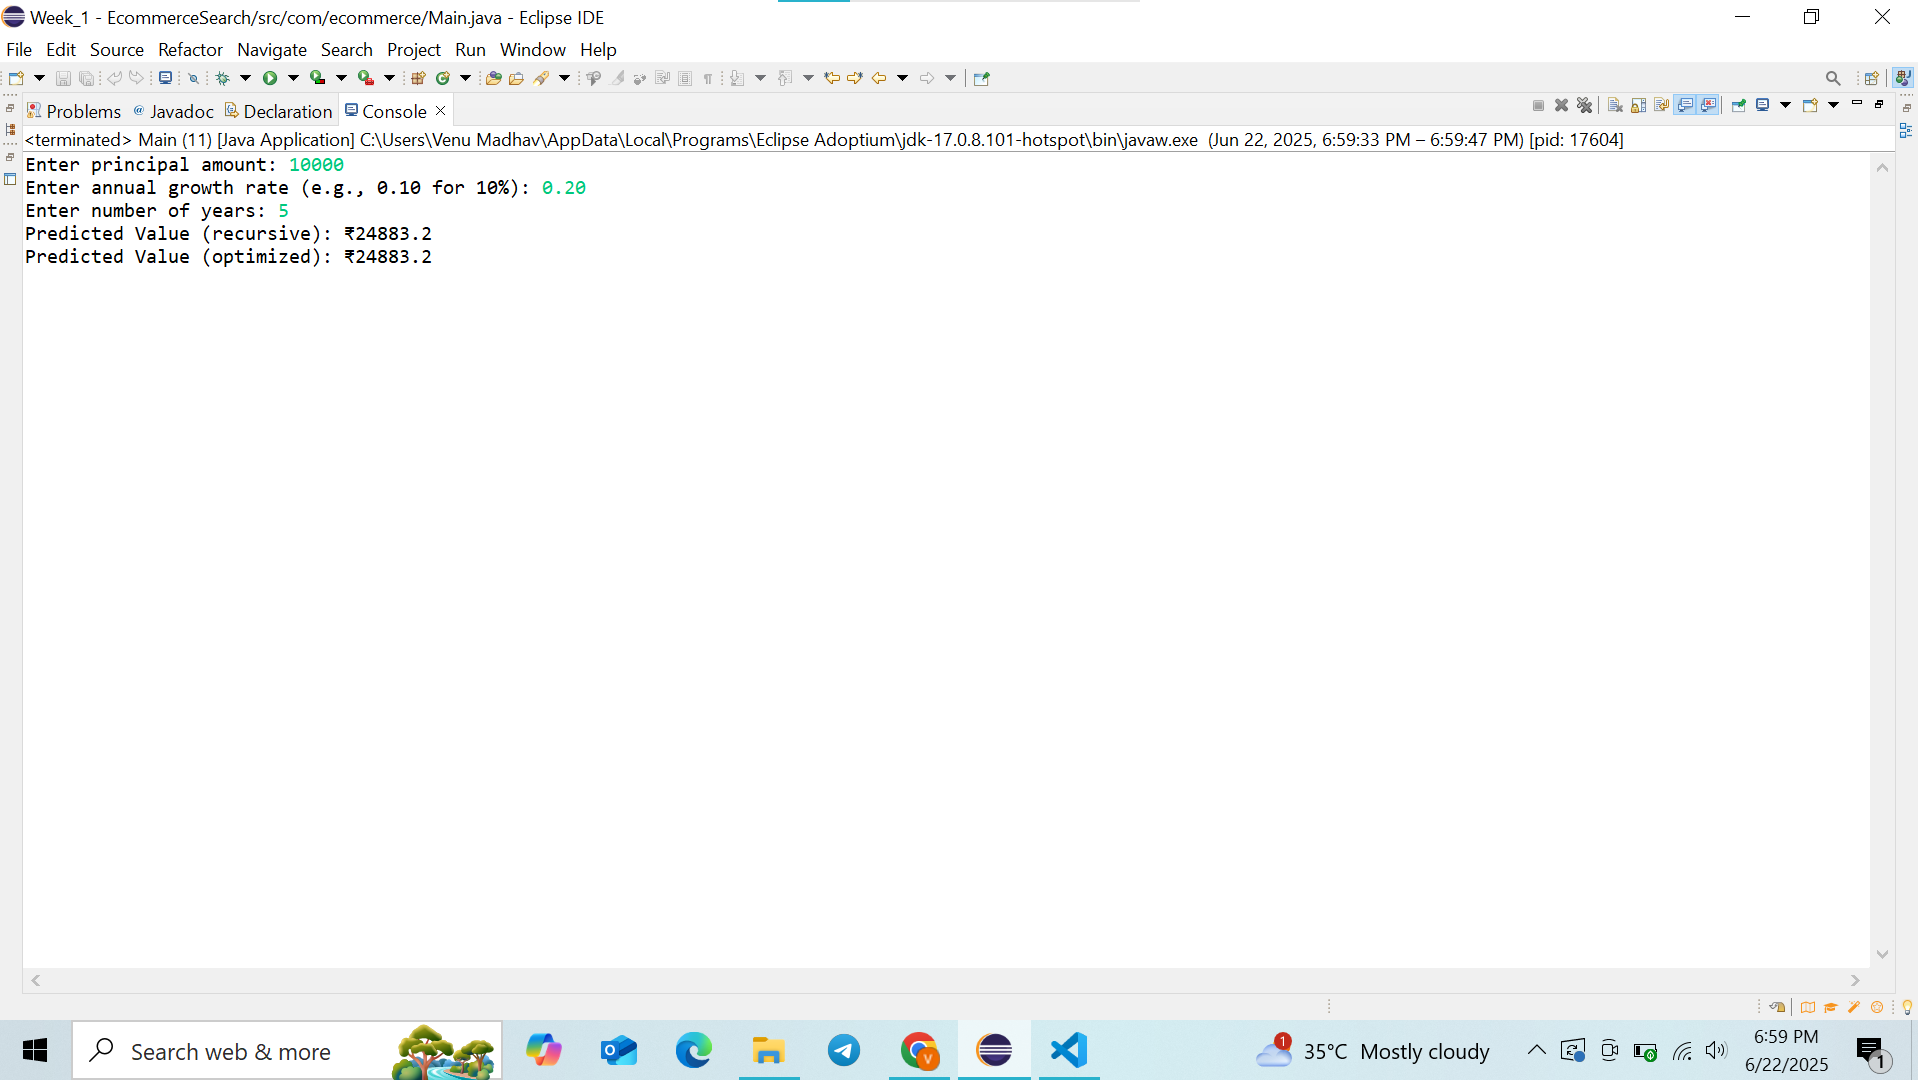 Week_1 - EcommerceSearch/src/com/ecommerce/Main.java - Eclipse IDE
File Edit Source Refactor Navigate Search Project Run Window Help
Problems @ Javadoc Declaration Console
<terminated> Main (11) [Java Application] C:\Users\Venu Madhav\AppData\Local\Programs\Eclipse Adoptium\jdk-17.0.8.101-hotspot\bin\javaw.exe (Jun 22, 2025, 6:59:33 PM – 6:59:47 PM) [pid: 17604]
Enter principal amount: 10000
Enter annual growth rate (e.g., 0.10 for 10%): 0.20
Enter number of years: 5
Predicted Value (recursive): ₹24883.2
Predicted Value (optimized): ₹24883.2
Search web & more
1
35°C Mostly cloudy
6:59 PM
6/22/2025
1